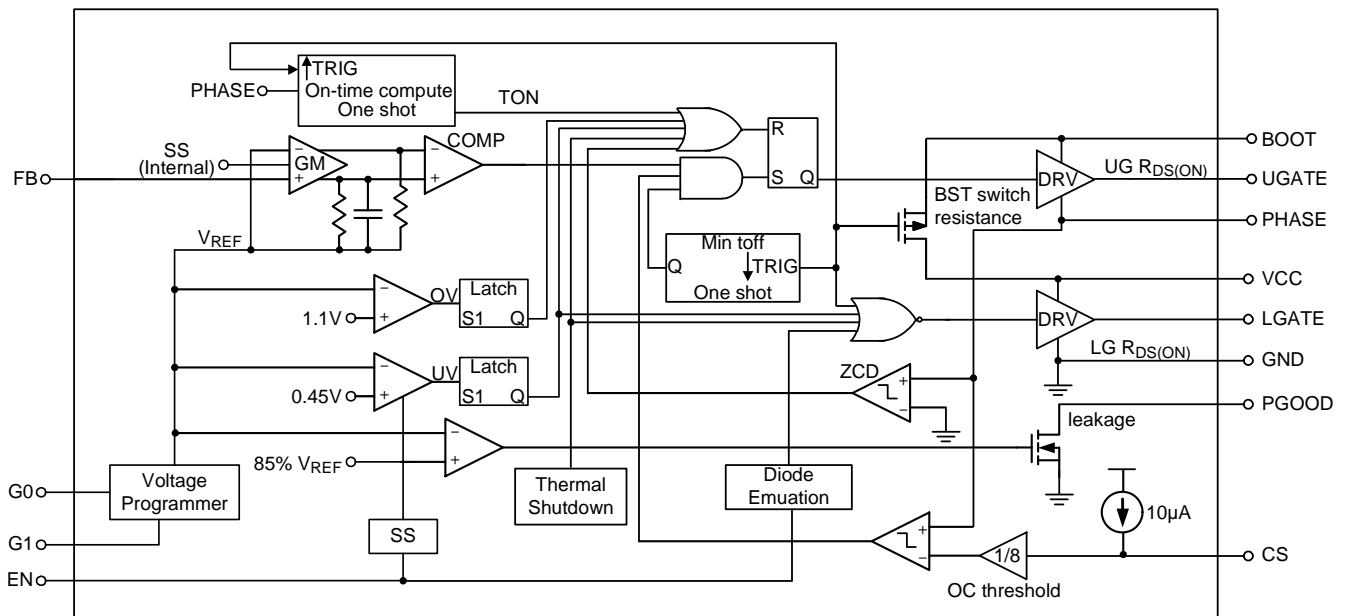 TRIG
On-time compute
One shot
PHASE
TON
SS
(Internal)
GM
COMP
FB
VREF
R
S
Q
BST switch
resistance
DRV
UG RDS(ON)
BOOT
UGATE
PHASE
Min toff
Q
TRIG
One shot
VCC
OV
Latch
S1
Q
1.1V
DRV
LGATE
LG RDS(ON)
GND
UV
Latch
S1
Q
0.45V
ZCD
PGOOD
leakage
85% VREF
Voltage
Programmer
G0
G1
Thermal
Shutdown
Diode
Emuation
SS
EN
10µA
1/8
OC threshold
CS
+
−
+
−
+
−
+
−
+
−
+
−
+
−